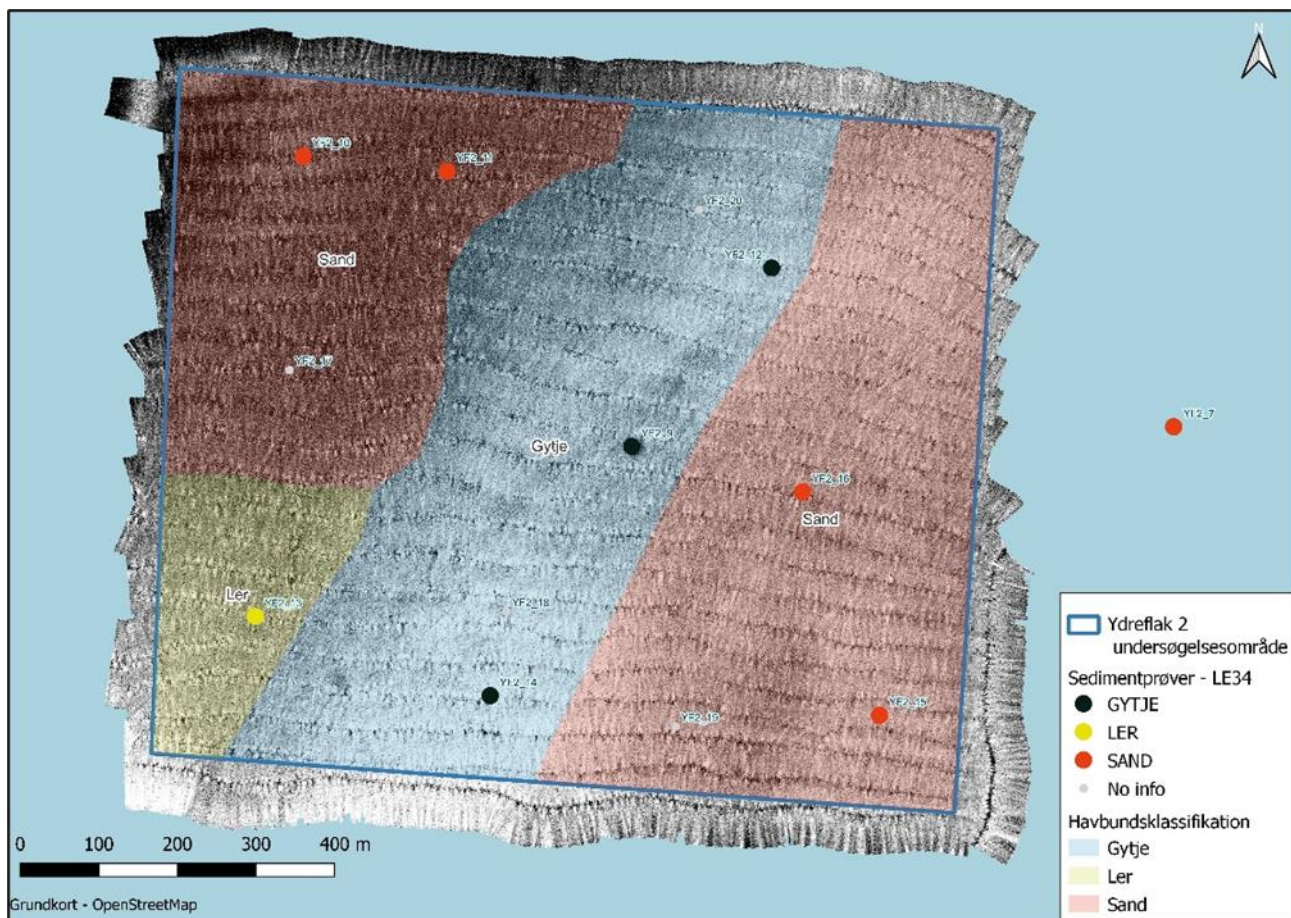 N
YF2_10
YF2_11
YF2_20
YF2_12
Sand
YF2_17
YF2_7
YF2_9
Gytje
YF2_16
Sand
Ler
YF2_13
YF2_18
YF2_14
YF2_15
YF2_19
0 100 200 300 400 m
Grundkort - OpenStreetMap
Ydreflak 2
undersøgelsesområde
Sedimentprøver - LE34
GYTJE
LER
SAND
No info
Havbundsklassifikation
Gytje
Ler
Sand